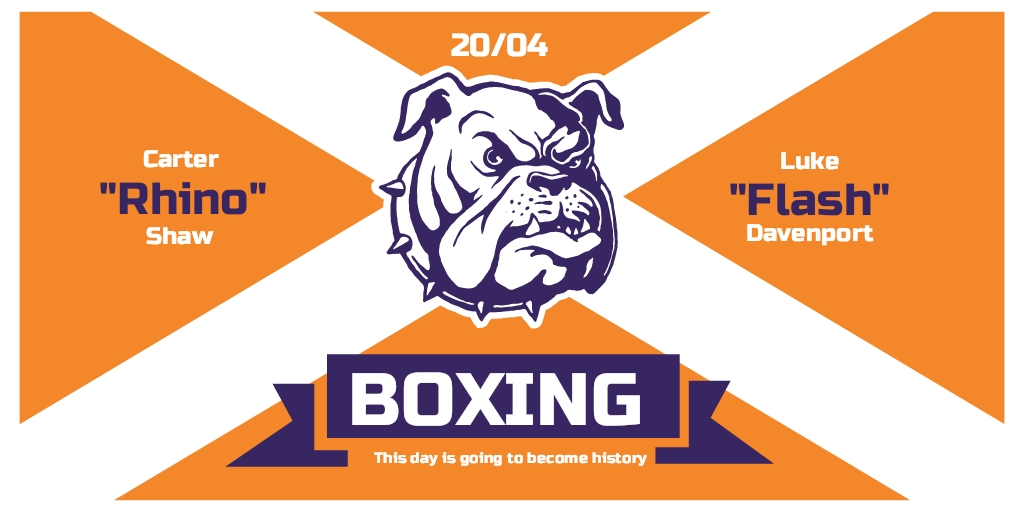 20/04
Carter
"Rhino"
Shaw
Luke
"Flash"
Davenport
BOXING
This day is going to become history